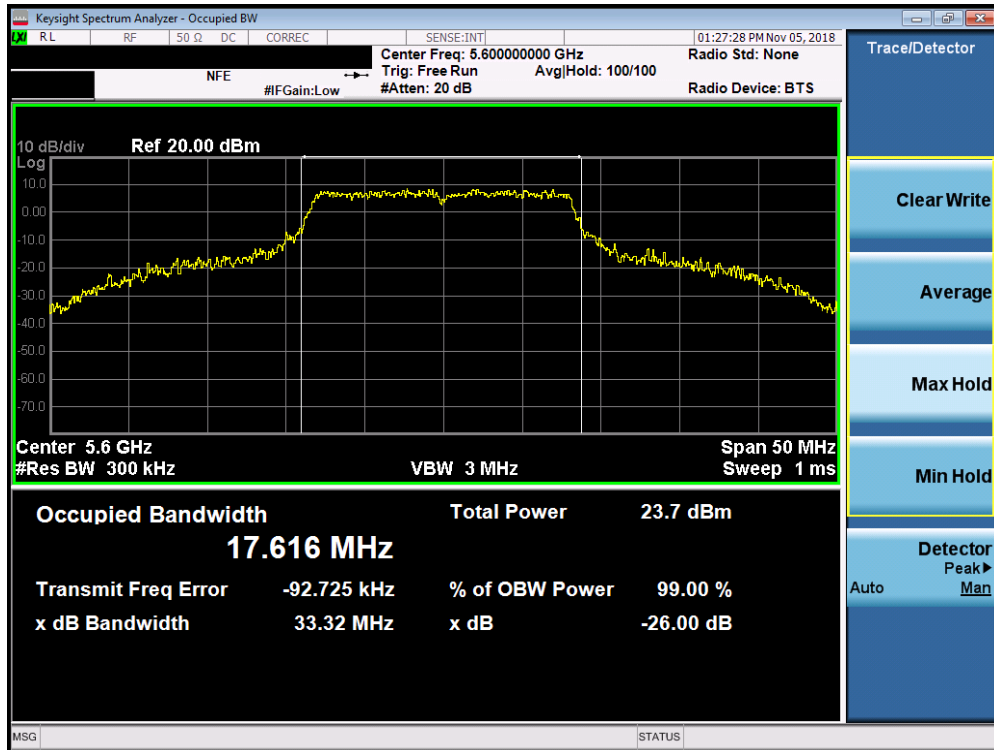 Keysight Spectrum Analyzer - Occupied BW
LXI RL RF 50 Ω DC CORREC SENSE:INT 01:27:28 PM Nov 05, 2018
Center Freq: 5.600000000 GHz Radio Std: None
NFE Trig: Free Run Avg|Hold: 100/100
#IFGain:Low #Atten: 20 dB Radio Device: BTS
Trace/Detector
10 dB/div Ref 20.00 dBm
Log
10.0
0.00
-10.0
-20.0
-30.0
-40.0
-50.0
-60.0
-70.0
Center 5.6 GHz Span 50 MHz
#Res BW 300 kHz VBW 3 MHz Sweep 1 ms
Occupied Bandwidth Total Power 23.7 dBm
17.616 MHz
Transmit Freq Error -92.725 kHz % of OBW Power 99.00 %
x dB Bandwidth 33.32 MHz x dB -26.00 dB
Clear Write
Average
Max Hold
Min Hold
Detector
Peak▶
Auto Man
MSG STATUS